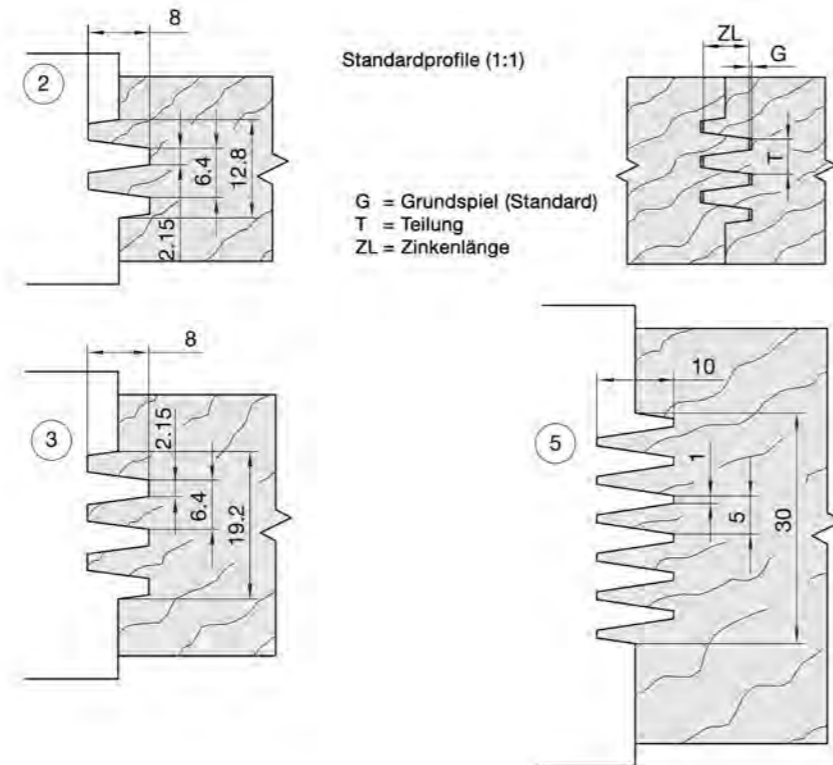 8
2
6.4
12.8
2.15
Standardprofile (1:1)
G = Grundspiel (Standard)
T = Teilung
ZL = Zinkenlänge
ZL
G
T
8
3
2.15
6.4
19.2
10
5
1
5
30